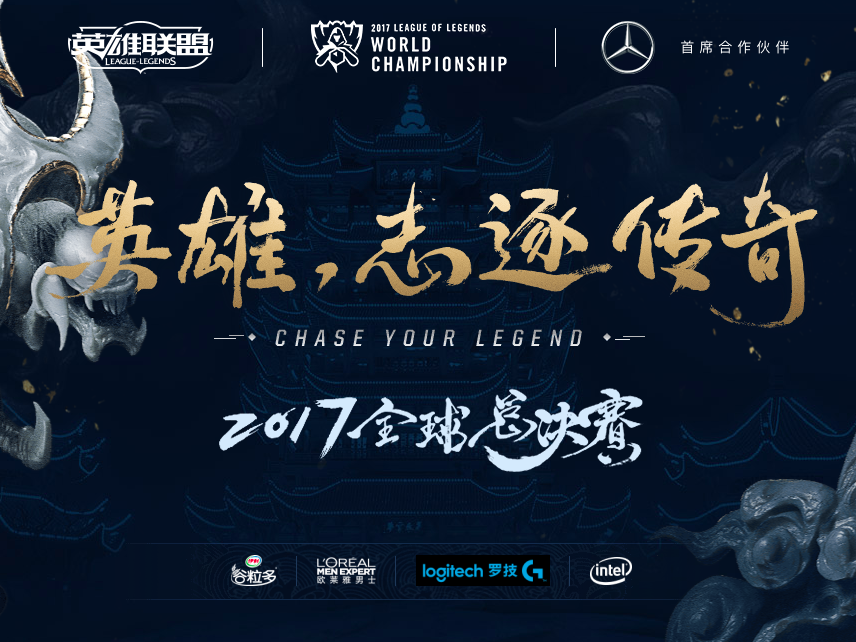 英雄联盟
LEAGUE OF LEGENDS
2017 LEAGUE OF LEGENDS
WORLD
CHAMPIONSHIP
首席合作伙伴
英雄,志逐传奇
CHASE YOUR LEGEND
2017全球总决赛
伊利
谷粒多
L'ORÉAL
MEN EXPERT
欧莱雅男士
logitech 罗技 G
intel